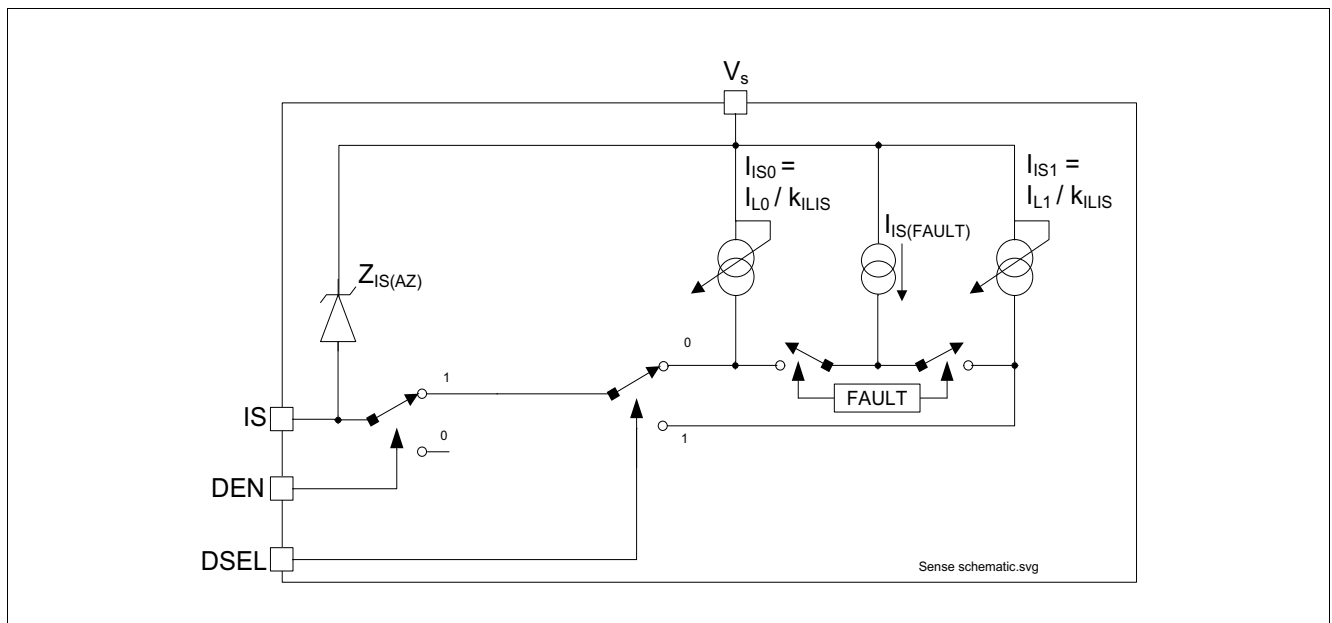 Vs
IIS0 =
IL0 / kILIS
IIS(FAULT)
IIS1 =
IL1 / kILIS
ZIS(AZ)
0
1
FAULT
IS
0
1
DEN
DSEL
Sense schematic.svg